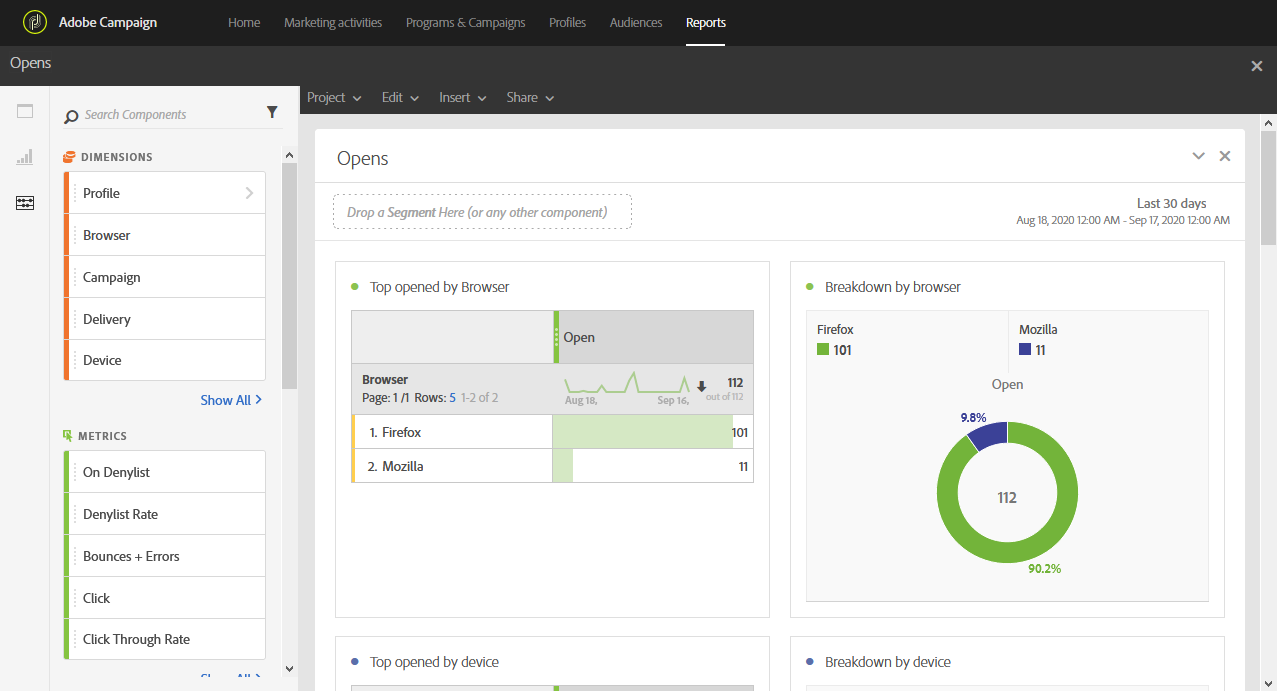 Adobe Campaign
Home Marketing activities Programs & Campaigns Profiles Audiences Reports
Opens
Project Edit Insert Share
Search Components
DIMENSIONS
Profile
Browser
Campaign
Delivery
Device
Show All
METRICS
On Denylist
Denylist Rate
Bounces + Errors
Click
Click Through Rate
Show All
Opens
Drop a Segment Here (or any other component)
Last 30 days
Aug 18, 2020 12:00 AM - Sep 17, 2020 12:00 AM
Top opened by Browser
Open
Browser
Page: 1 /1 Rows: 5 1-2 of 2
Aug 18, Sep 16,
112
out of 112
1. Firefox 101
2. Mozilla 11
Breakdown by browser
Firefox Mozilla
101 11
Open
9.8%
112
90.2%
Top opened by device
Breakdown by device